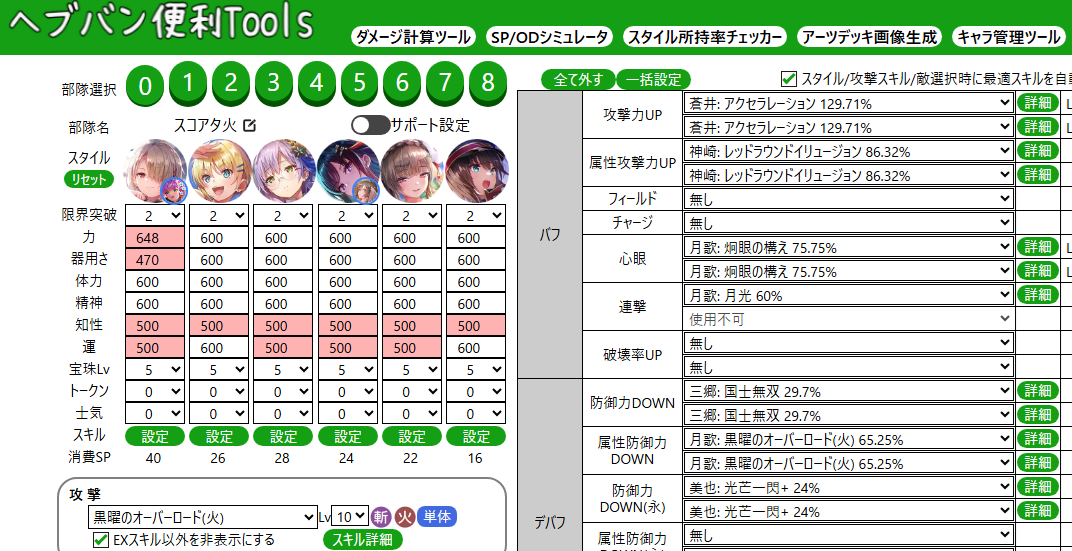 ヘブバン便利Tools
ダメージ計算ツール SP/ODシミュレータ スタイル所持率チェッカー アーツデッキ画像生成 キャラ管理ツール
部隊選択 0 1 2 3 4 5 6 7 8
部隊名 スコアタ火 サポート設定
スタイル
リセット
限界突破 2 2 2 2 2 2
力 648 600 600 600 600 600
器用さ 470 600 600 600 600 600
体力 600 600 600 600 600 600
精神 600 600 600 600 600 600
知性 500 500 500 500 500 500
運 500 600 500 500 500 600
宝珠Lv 5 5 5 5 5 5
トークン 0 0 0 0 0 0
士気 0 0 0 0 0 0
スキル 設定 設定 設定 設定 設定 設定
消費SP 40 26 28 24 22 16
攻撃
黒曜のオーバーロード(火) Lv 10 斬 火 単体
EXスキル以外を非表示にする スキル詳細
全て外す 一括設定 スタイル/攻撃スキル/敵選択時に最適スキルを自
バフ
攻撃力UP 蒼井: アクセラレーション 129.71% 詳細 L
蒼井: アクセラレーション 129.71% 詳細 L
属性攻撃力UP 神崎: レッドラウンドイリュージョン 86.32% 詳細
神崎: レッドラウンドイリュージョン 86.32% 詳細
フィールド 無し
チャージ 無し
心眼 月歌: 炯眼の構え 75.75% 詳細 L
月歌: 炯眼の構え 75.75% 詳細 L
連撃 月歌: 月光 60% 詳細
使用不可
破壊率UP 無し
無し
デバフ
防御力DOWN 三郷: 国士無双 29.7% 詳細
三郷: 国士無双 29.7% 詳細
属性防御力
DOWN 月歌: 黒曜のオーバーロード(火) 65.25% 詳細
月歌: 黒曜のオーバーロード(火) 65.25% 詳細
防御力
DOWN(永) 美也: 光芒一閃+ 24% 詳細
美也: 光芒一閃+ 24% 詳細
属性防御力 無し